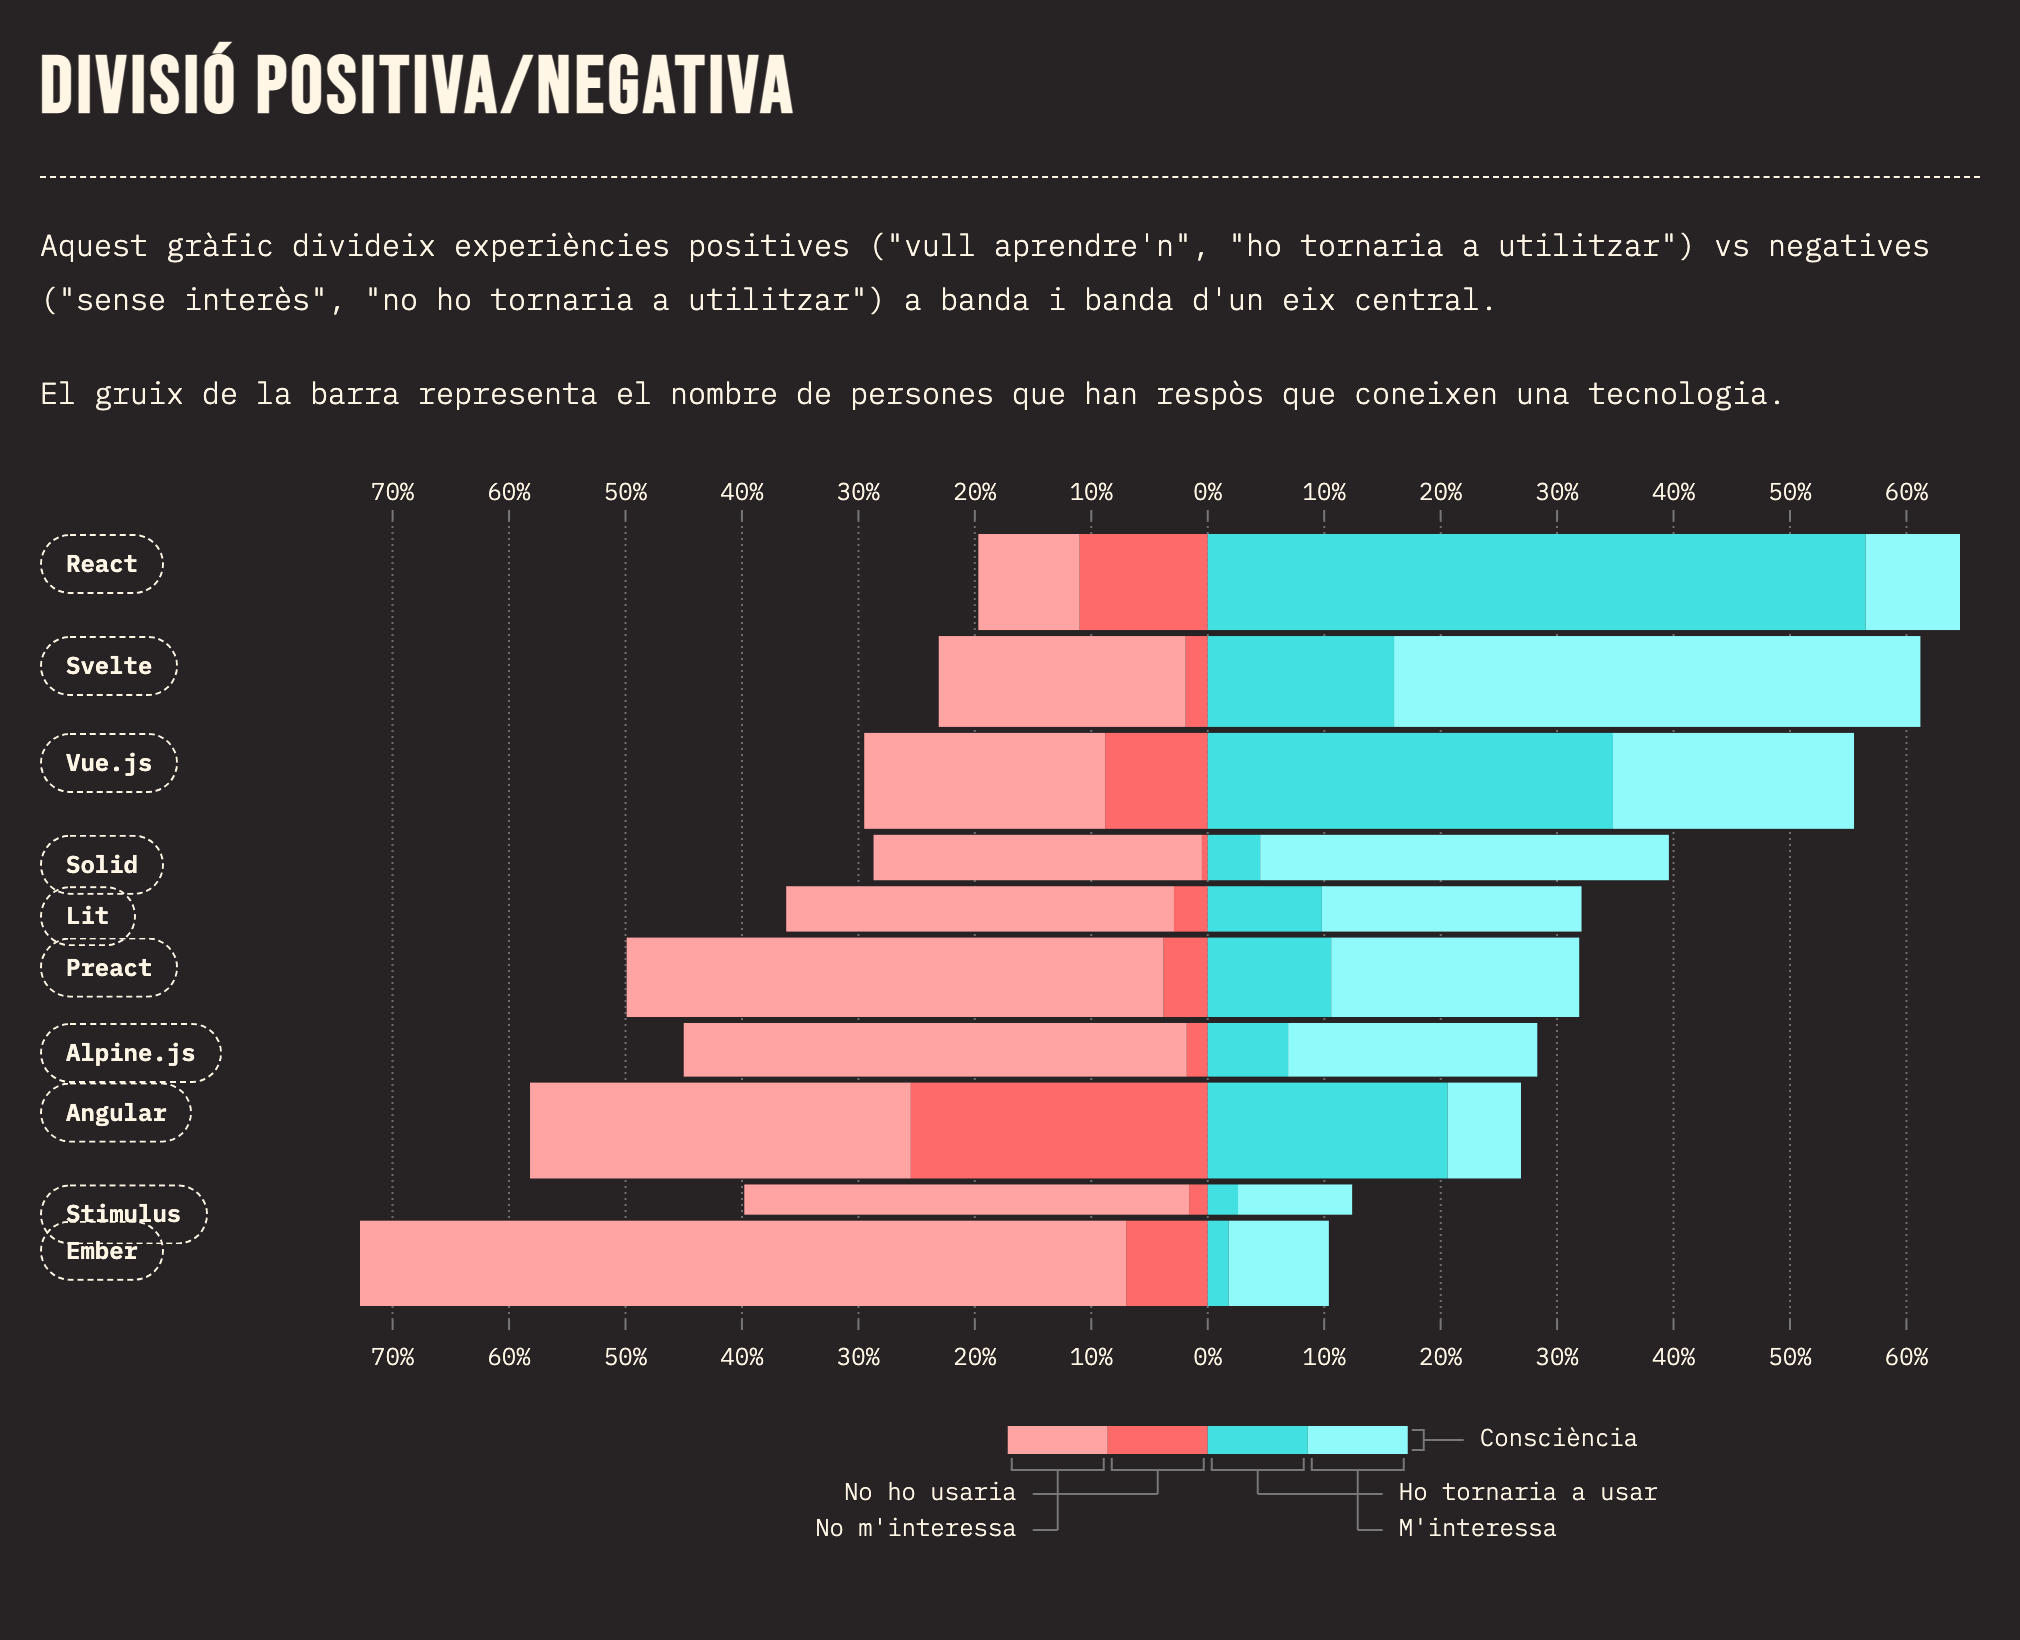 DIVISIÓ POSITIVA/NEGATIVA
Aquest gràfic divideix experiències positives ("vull aprendre'n", "ho tornaria a utilitzar") vs negatives
("sense interès", "no ho tornaria a utilitzar") a banda i banda d'un eix central.
El gruix de la barra representa el nombre de persones que han respòs que coneixen una tecnologia.
70% 60% 50% 40% 30% 20% 10% 0% 10% 20% 30% 40% 50% 60%
React
Svelte
Vue.js
Solid
Lit
Preact
Alpine.js
Angular
Stimulus
Ember
70% 60% 50% 40% 30% 20% 10% 0% 10% 20% 30% 40% 50% 60%
Consciència
No ho usaria Ho tornaria a usar
No m'interessa M'interessa